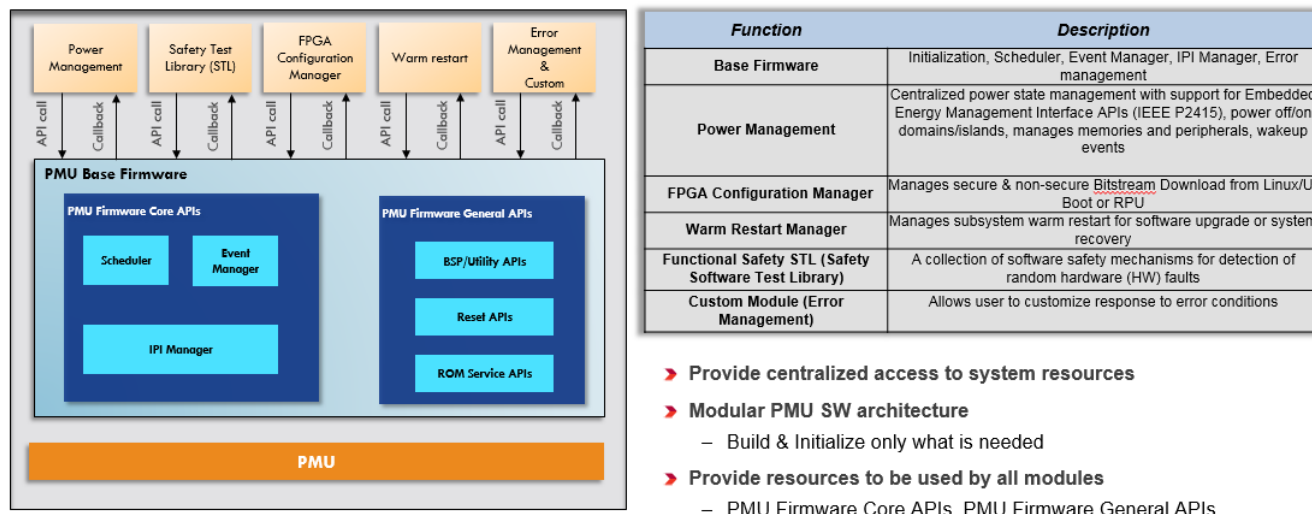 Power
Management
Safety Test
Library (STL)
FPGA
Configuration
Manager
Warm restart
Error
Management
&
Custom
API call
Callback
API call
Callback
API call
Callback
API call
Callback
API call
Callback
PMU Base Firmware
PMU Firmware Core APIs
Scheduler
Event
Manager
IPI Manager
PMU Firmware General APIs
BSP/Utility APIs
Reset APIs
ROM Service APIs
PMU
Function
Description
Base Firmware
Initialization, Scheduler, Event Manager, IPI Manager, Error
management
Power Management
Centralized power state management with support for Embedded
Energy Management Interface APIs (IEEE P2415), power off/on
domains/islands, manages memories and peripherals, wakeup
events
FPGA Configuration Manager
Manages secure & non-secure Bitstream Download from Linux/U
Boot or RPU
Warm Restart Manager
Manages subsystem warm restart for software upgrade or system
recovery
Functional Safety STL (Safety
Software Test Library)
A collection of software safety mechanisms for detection of
random hardware (HW) faults
Custom Module (Error
Management)
Allows user to customize response to error conditions
Provide centralized access to system resources
Modular PMU SW architecture
– Build & Initialize only what is needed
Provide resources to be used by all modules
– PMU Firmware Core APIs, PMU Firmware General APIs